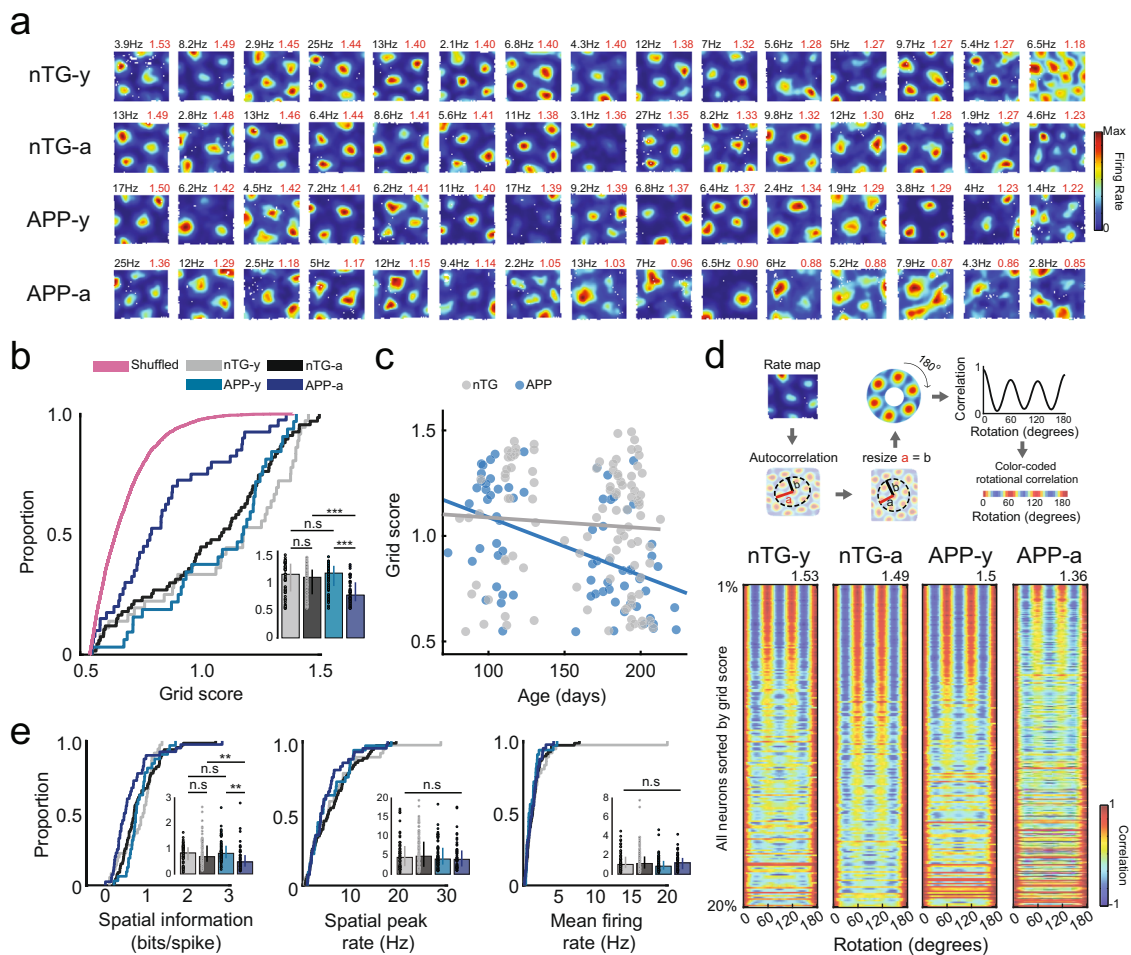 a
3.9Hz 1.53 8.2Hz 1.49 2.9Hz 1.45 25Hz 1.44 13Hz 1.40 2.1Hz 1.40 6.8Hz 1.40 4.3Hz 1.40 12Hz 1.38 7Hz 1.32 5.6Hz 1.28 5Hz 1.27 9.7Hz 1.27 5.4Hz 1.27 6.5Hz 1.18
nTG-y
13Hz 1.49 2.8Hz 1.48 13Hz 1.46 6.4Hz 1.44 8.6Hz 1.41 5.6Hz 1.41 11Hz 1.38 3.1Hz 1.36 27Hz 1.35 8.2Hz 1.33 9.8Hz 1.32 12Hz 1.30 6Hz 1.28 1.9Hz 1.27 4.6Hz 1.23
nTG-a
17Hz 1.50 6.2Hz 1.42 4.5Hz 1.42 7.2Hz 1.41 6.2Hz 1.41 11Hz 1.40 17Hz 1.39 9.2Hz 1.39 6.8Hz 1.37 6.4Hz 1.37 2.4Hz 1.34 1.9Hz 1.29 3.8Hz 1.29 4Hz 1.23 1.4Hz 1.22
APP-y
25Hz 1.36 12Hz 1.29 2.5Hz 1.18 5Hz 1.17 12Hz 1.15 9.4Hz 1.14 2.2Hz 1.05 13Hz 1.03 7Hz 0.96 6.5Hz 0.90 6Hz 0.88 5.2Hz 0.88 7.9Hz 0.87 4.3Hz 0.86 2.8Hz 0.85
APP-a
Max
Firing Rate
0
b
Shuffled nTG-y nTG-a
APP-y APP-a
1.0
0.5
0
Proportion
0.5 1.0 1.5
Grid score
n.s
***
n.s
***
1.5
1
0.5
0
c
nTG APP
1.0
0.5
Grid score
100 150 200
Age (days)
d
Rate map
180°
Correlation
1
0
0 60 120 180
Rotation (degrees)
Autocorrelation
resize a = b
b
a
b
a
Color-coded
rotational correlation
0 60 120 180
Rotation (degrees)
nTG-y nTG-a APP-y APP-a
1.53 1.49 1.5 1.36
1%
All neurons sorted by grid score
20%
0 60 120 180 0 60 120 180 0 60 120 180 0 60 120 180
Rotation (degrees)
1
Correlation
-1
e
1.0
0.5
0
Proportion
0 1 2 3
Spatial information
(bits/spike)
**
n.s
n.s
**
3
2
1
0
1.0
0.5
0
10 20 30
Spatial peak
rate (Hz)
n.s
20
15
10
5
0
1.0
0.5
0
5 10 15 20
Mean firing
rate (Hz)
n.s
8
6
4
2
0